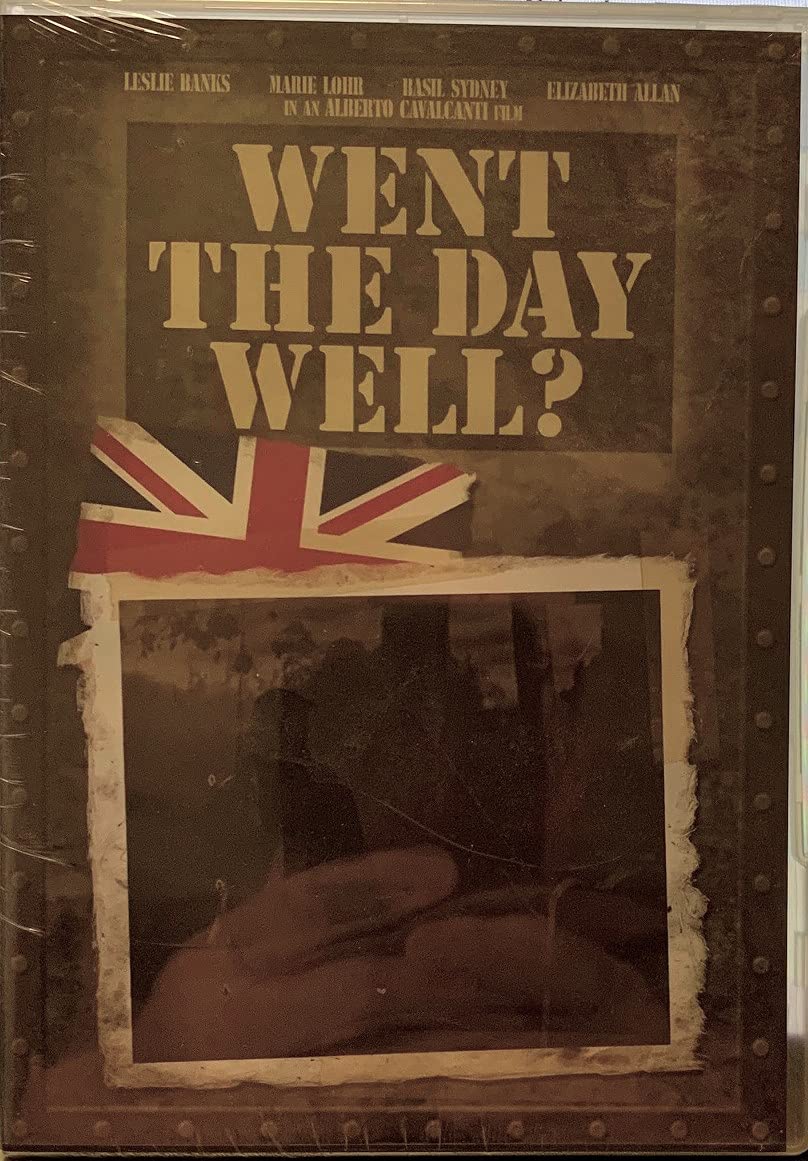 LESLIE BANKS MARIE LOHR BASIL SYDNEY ELIZABETH ALLAN
IN AN ALBERTO CAVALCANTI FILM
WENT
THE DAY
WELL?